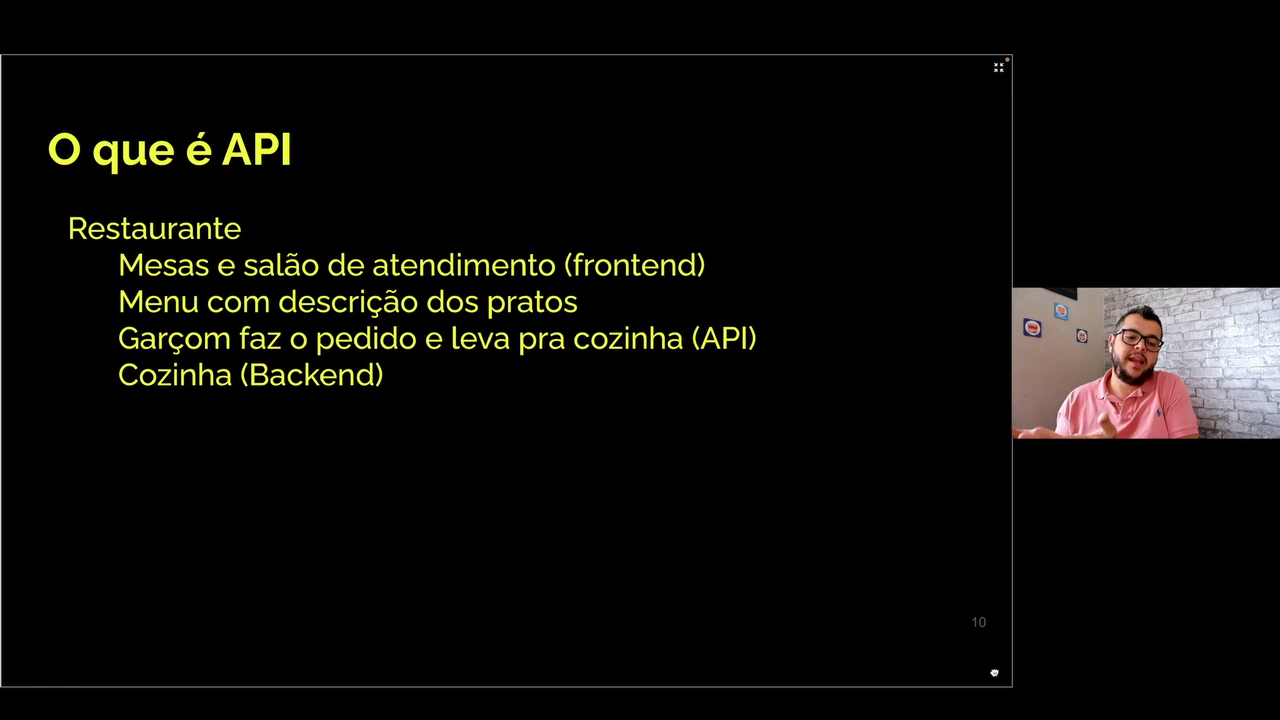 O que é API
Restaurante
Mesas e salão de atendimento (frontend)
Menu com descrição dos pratos
Garçom faz o pedido e leva pra cozinha (API)
Cozinha (Backend)
10